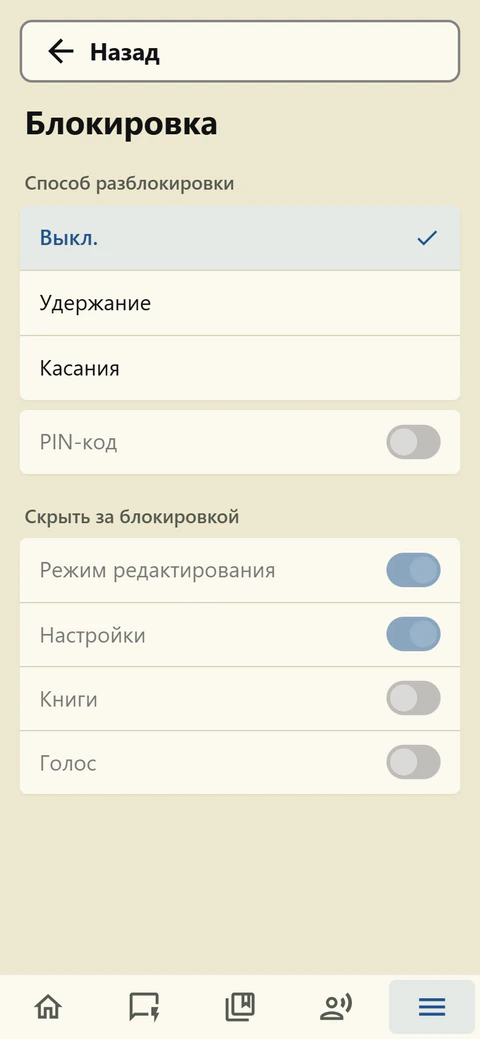 Назад
Блокировка
Способ разблокировки
Выкл.
Удержание
Касания
PIN-код
Скрыть за блокировкой
Режим редактирования
Настройки
Книги
Голос